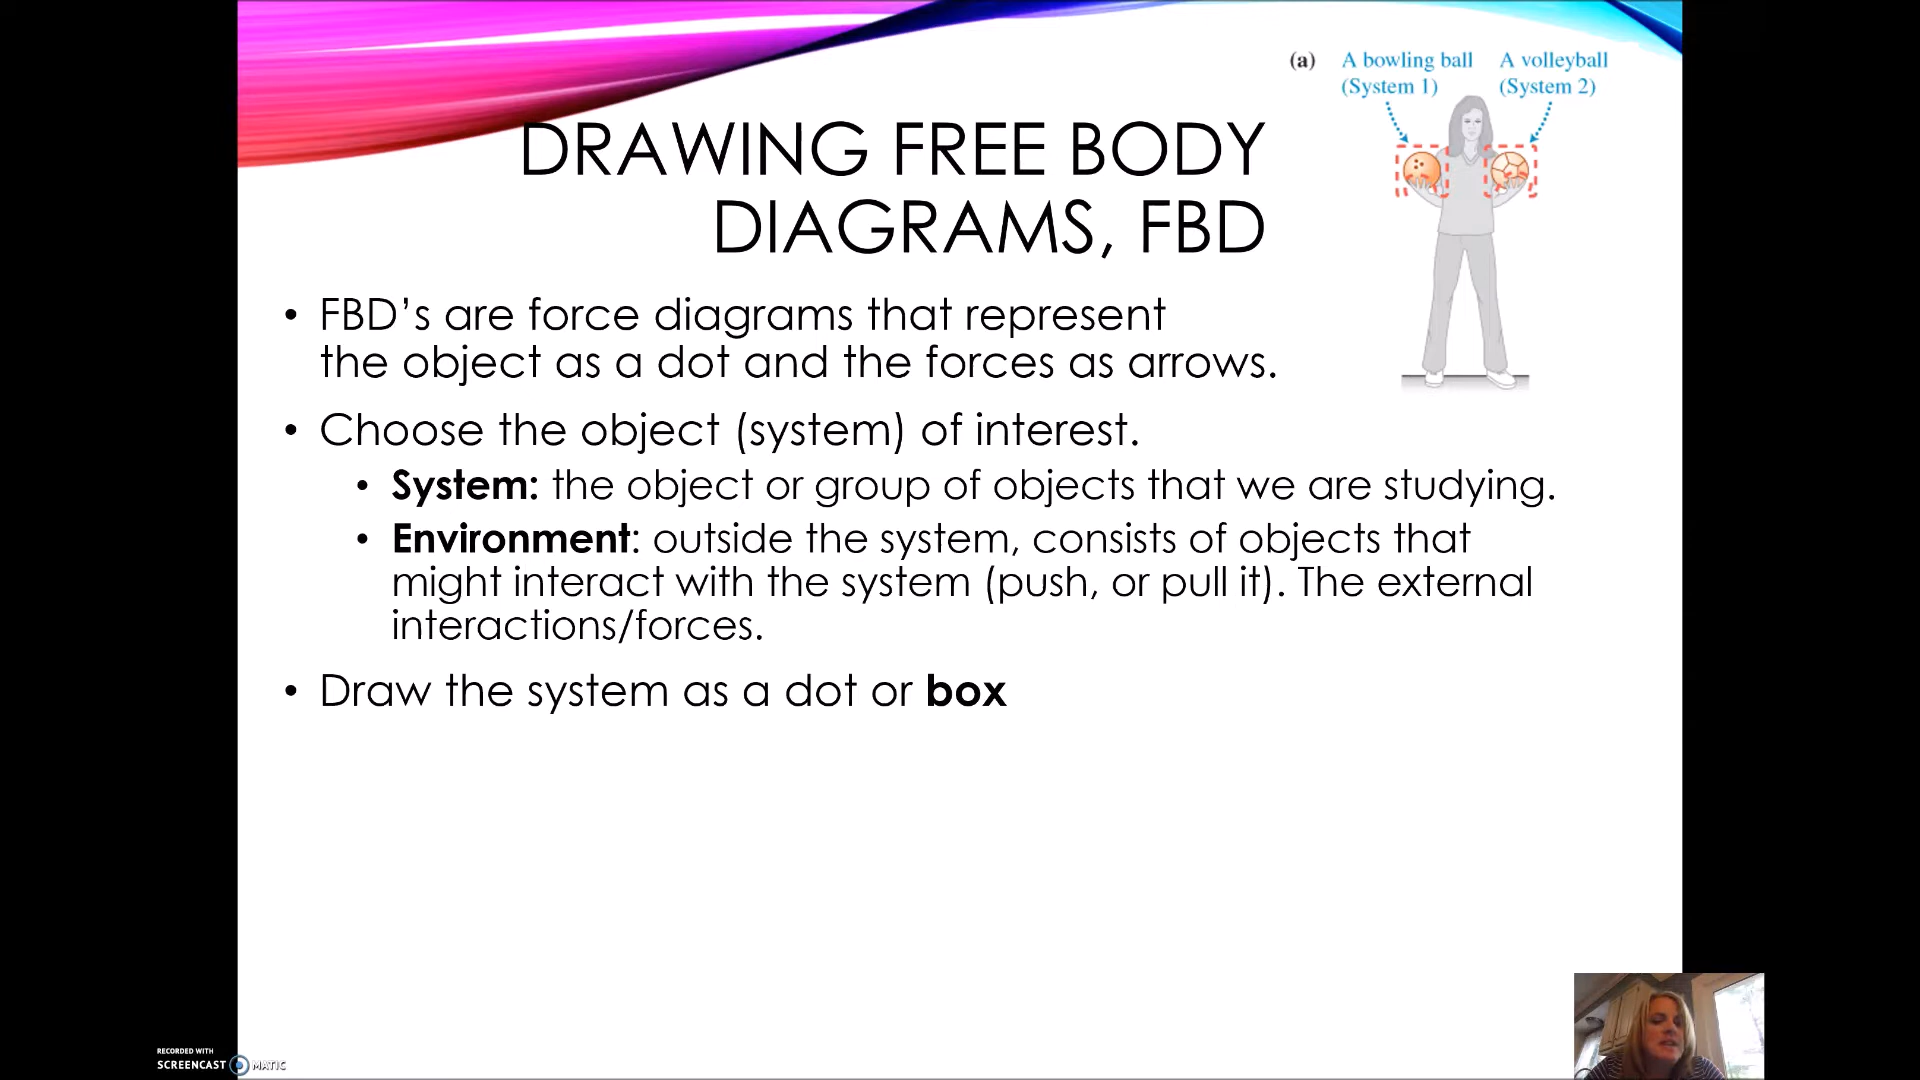 (a) A bowling ball A volleyball
(System 1) (System 2)
DRAWING FREE BODY
DIAGRAMS, FBD
• FBD’s are force diagrams that represent
the object as a dot and the forces as arrows.
• Choose the object (system) of interest.
• System: the object or group of objects that we are studying.
• Environment: outside the system, consists of objects that
might interact with the system (push, or pull it). The external
interactions/forces.
• Draw the system as a dot or box
RECORDED WITH
SCREENCAST MATIC